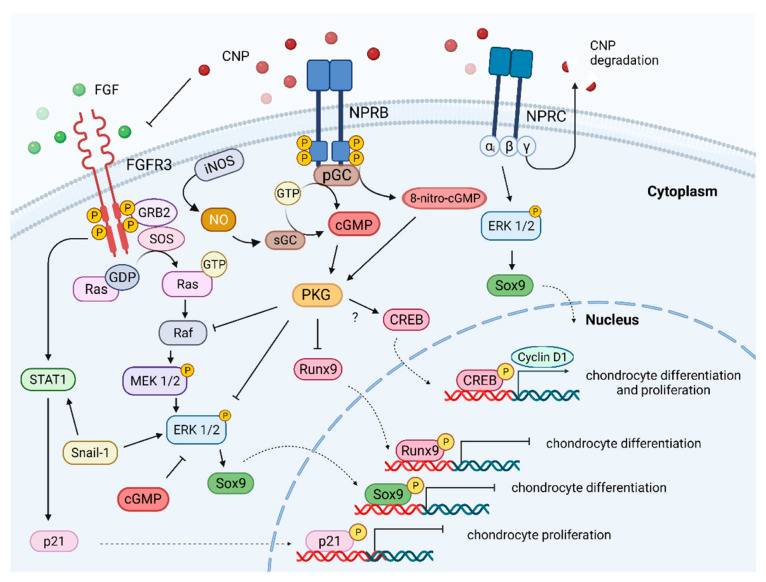 CNP
CNP
degradation
FGF
NPRB
NPRC
FGFR3
iNOS
P
P
P
P
α
β
γ
pGC
Cytoplasm
GTP
8-nitro-cGMP
P
P
P
P
GRB2
NO
cGMP
P
ERK 1/2
SOS
sGC
GTP
GDP
Ras
Ras
Sox9
PKG
?
CREB
Nucleus
Raf
Cyclin D1
Runx9
STAT1
MEK 1/2
P
CREB
P
chondrocyte differentiation
and proliferation
P
ERK 1/2
Snail-1
Runx9
P
chondrocyte differentiation
Sox9
cGMP
Sox9
P
chondrocyte differentiation
p21
p21
P
chondrocyte proliferation